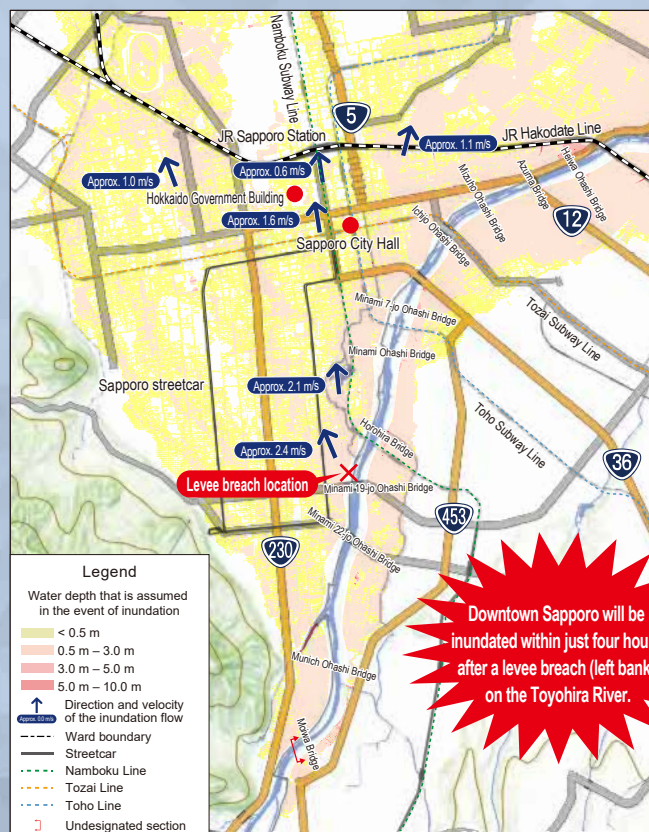 Namboku Subway Line
5
JR Sapporo Station
JR Hakodate Line
Approx. 1.1 m/s
Approx. 0.6 m/s
Approx. 1.0 m/s
Hokkaido Government Building
Approx. 1.6 m/s
Sapporo City Hall
Heiwa Ohashi Bridge
Azuma Bridge
Mizuho Ohashi Bridge
Ichijo Ohashi Bridge
12
Tozai Subway Line
Minami 7-jo Ohashi Bridge
Minami Ohashi Bridge
Sapporo streetcar
Approx. 2.1 m/s
Toho Subway Line
Horohira Bridge
Approx. 2.4 m/s
36
Levee breach location
Minami 19-jo Ohashi Bridge
453
Minami 22-jo Ohashi Bridge
230
Munich Ohashi Bridge
Moiwa Bridge
Downtown Sapporo will be
inundated within just four hou
after a levee breach (left bank
on the Toyohira River.
Legend
Water depth that is assumed
in the event of inundation
< 0.5 m
0.5 m – 3.0 m
3.0 m – 5.0 m
5.0 m – 10.0 m
Approx. 0.0 m/s
Direction and velocity
of the inundation flow
Ward boundary
Streetcar
Namboku Line
Tozai Line
Toho Line
Undesignated section